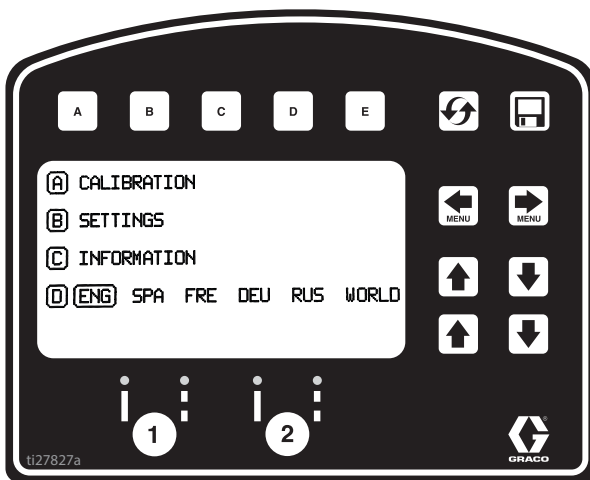 A B C D E
A CALIBRATION
B SETTINGS
C INFORMATION
D ENG SPA FRE DEU RUS WORLD
MENU MENU
1 2
ti27827a
GRACO